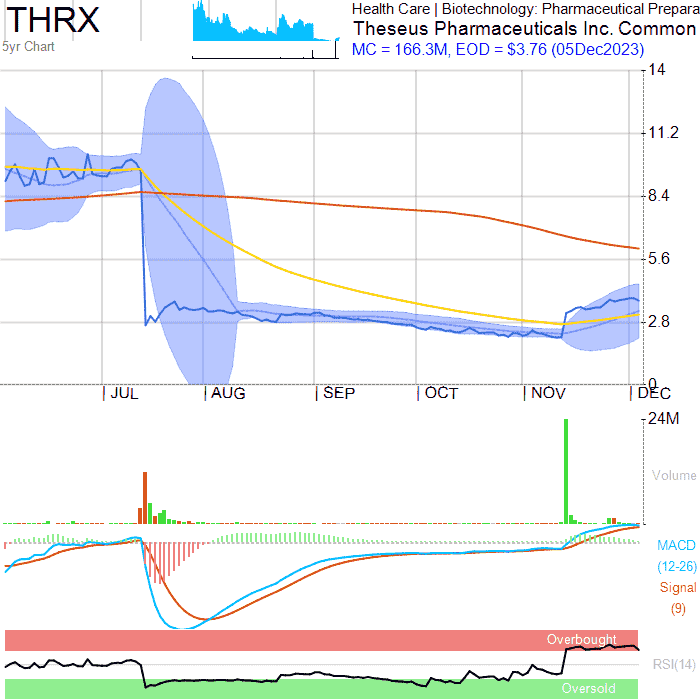 THRX
5yr Chart
Health Care | Biotechnology: Pharmaceutical Prepara
Theseus Pharmaceuticals Inc. Common
MC = 166.3M, EOD = $3.76 (05Dec2023)
14
11.2
8.4
5.6
2.8
0
JUL AUG SEP OCT NOV DEC
24M
Volume
MACD
(12-26)
Signal
(9)
Overbought
RSI(14)
Oversold